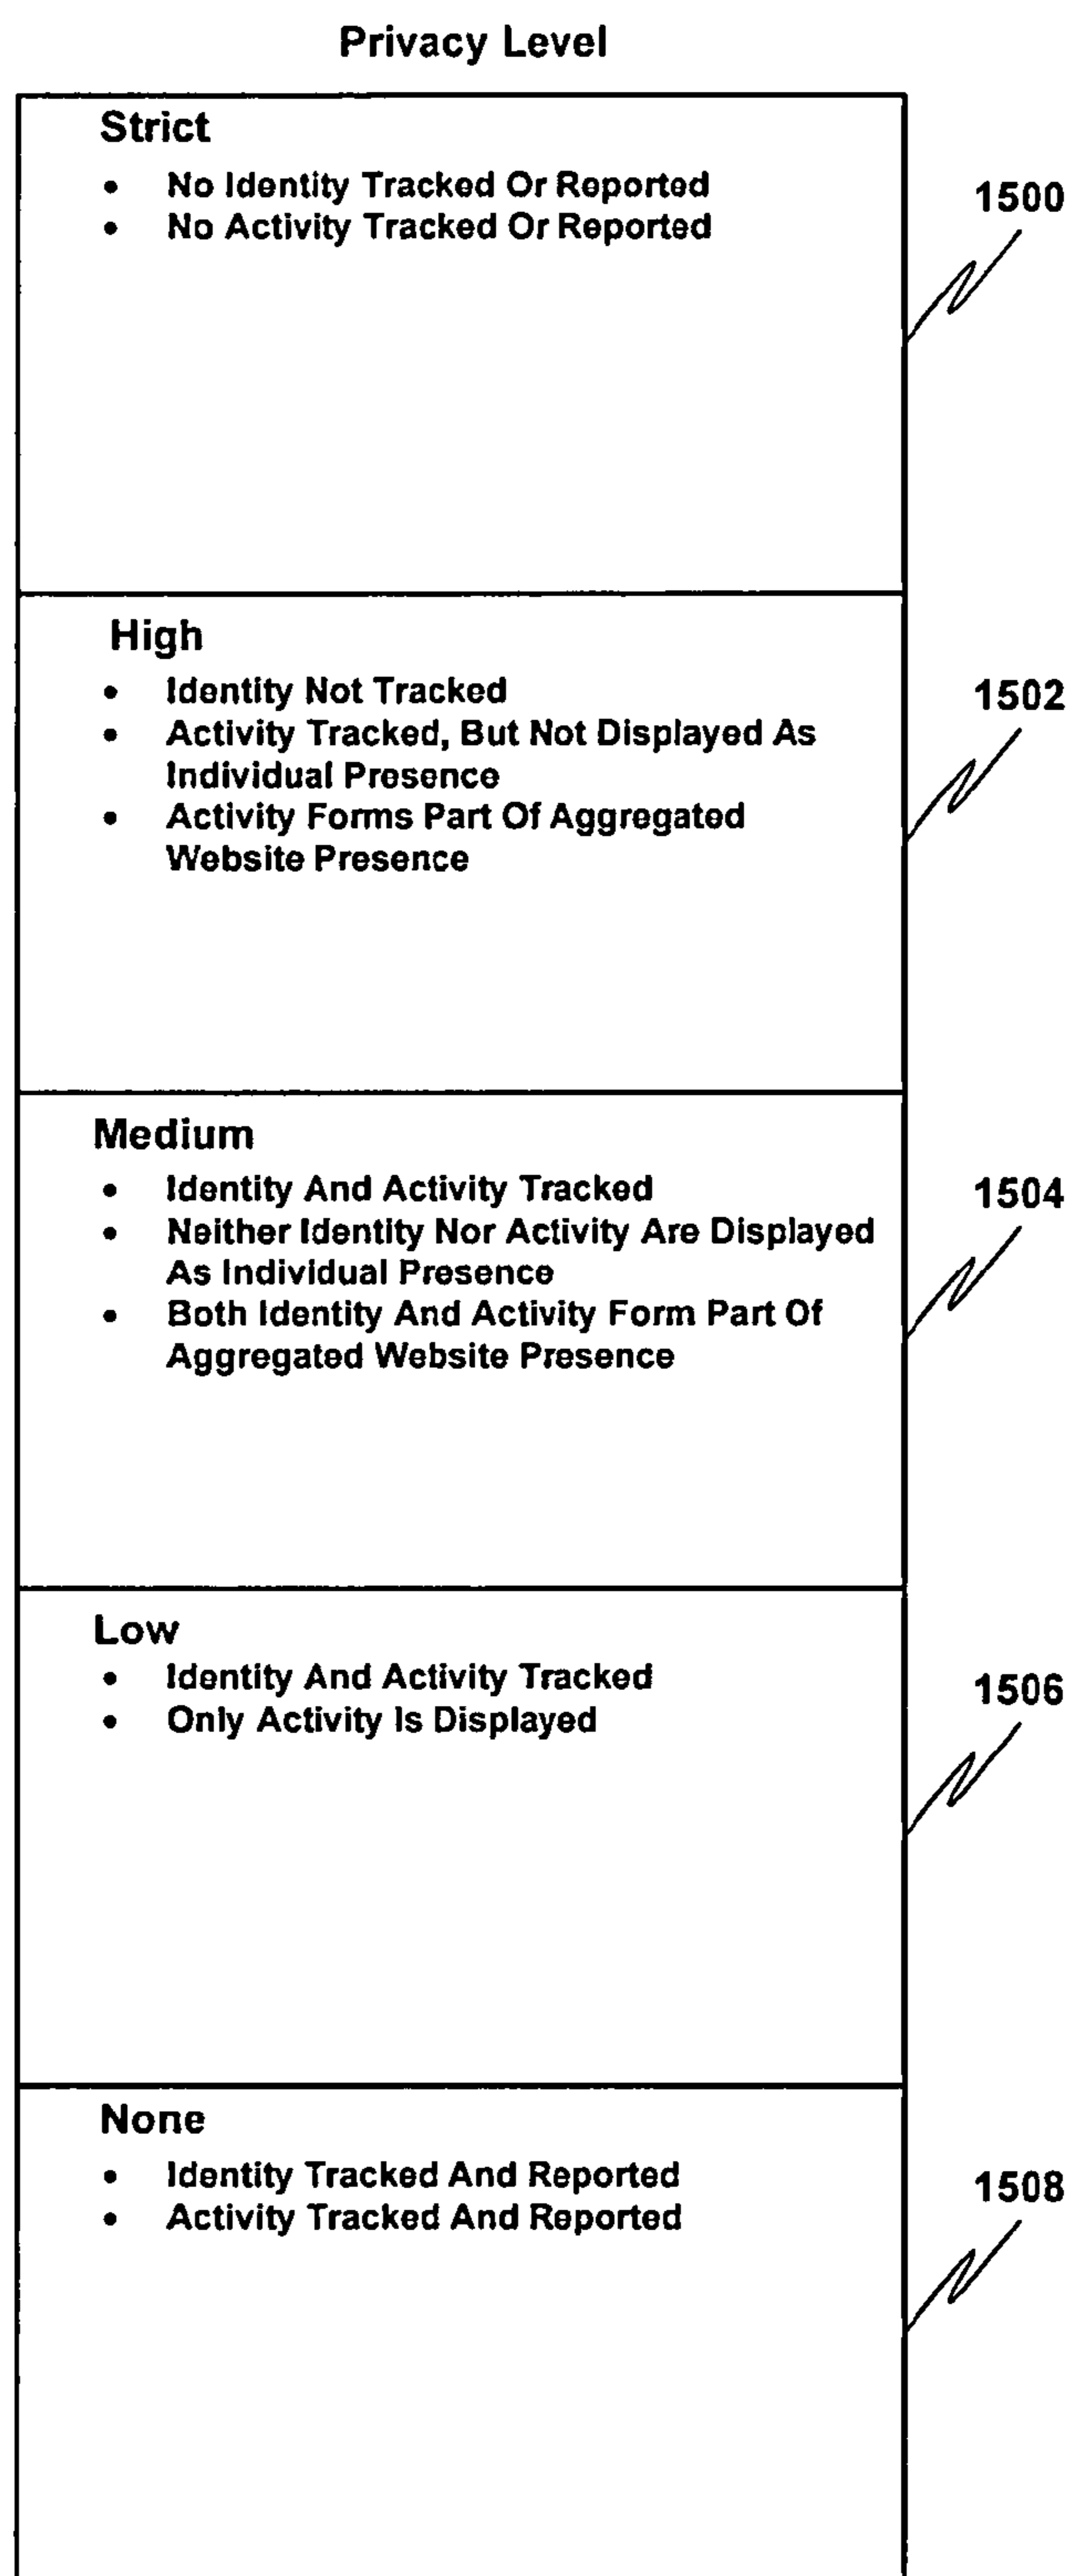 Privacy Level
Strict
• No Identity Tracked Or Reported
• No Activity Tracked Or Reported
1500
High
• Identity Not Tracked
• Activity Tracked, But Not Displayed As
Individual Presence
• Activity Forms Part Of Aggregated
Website Presence
1502
Medium
• Identity And Activity Tracked
• Neither Identity Nor Activity Are Displayed
As Individual Presence
• Both Identity And Activity Form Part Of
Aggregated Website Presence
1504
Low
• Identity And Activity Tracked
• Only Activity Is Displayed
1506
None
• Identity Tracked And Reported
• Activity Tracked And Reported
1508